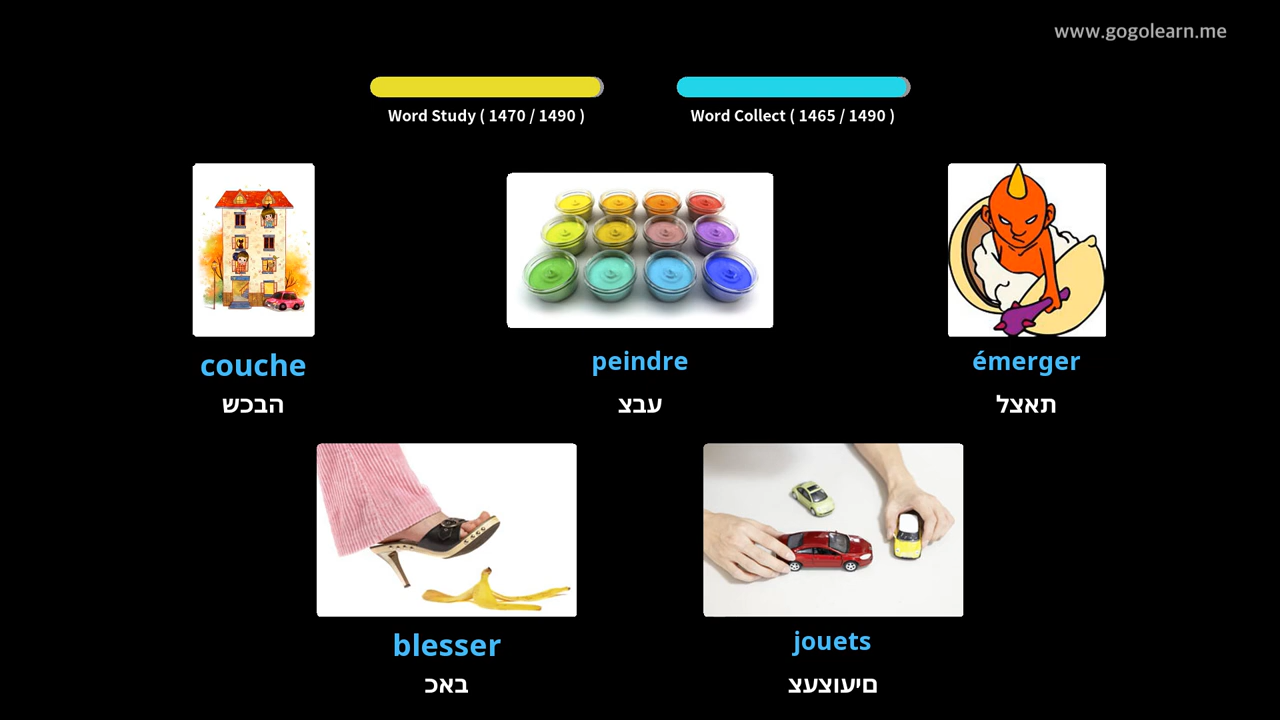 www.gogolearn.me
Word Study ( 1470 / 1490 )
Word Collect ( 1465 / 1490 )
couche
הבכש
peindre
עבצ
émerger
תאצל
blesser
באכ
jouets
םיעוצעצ